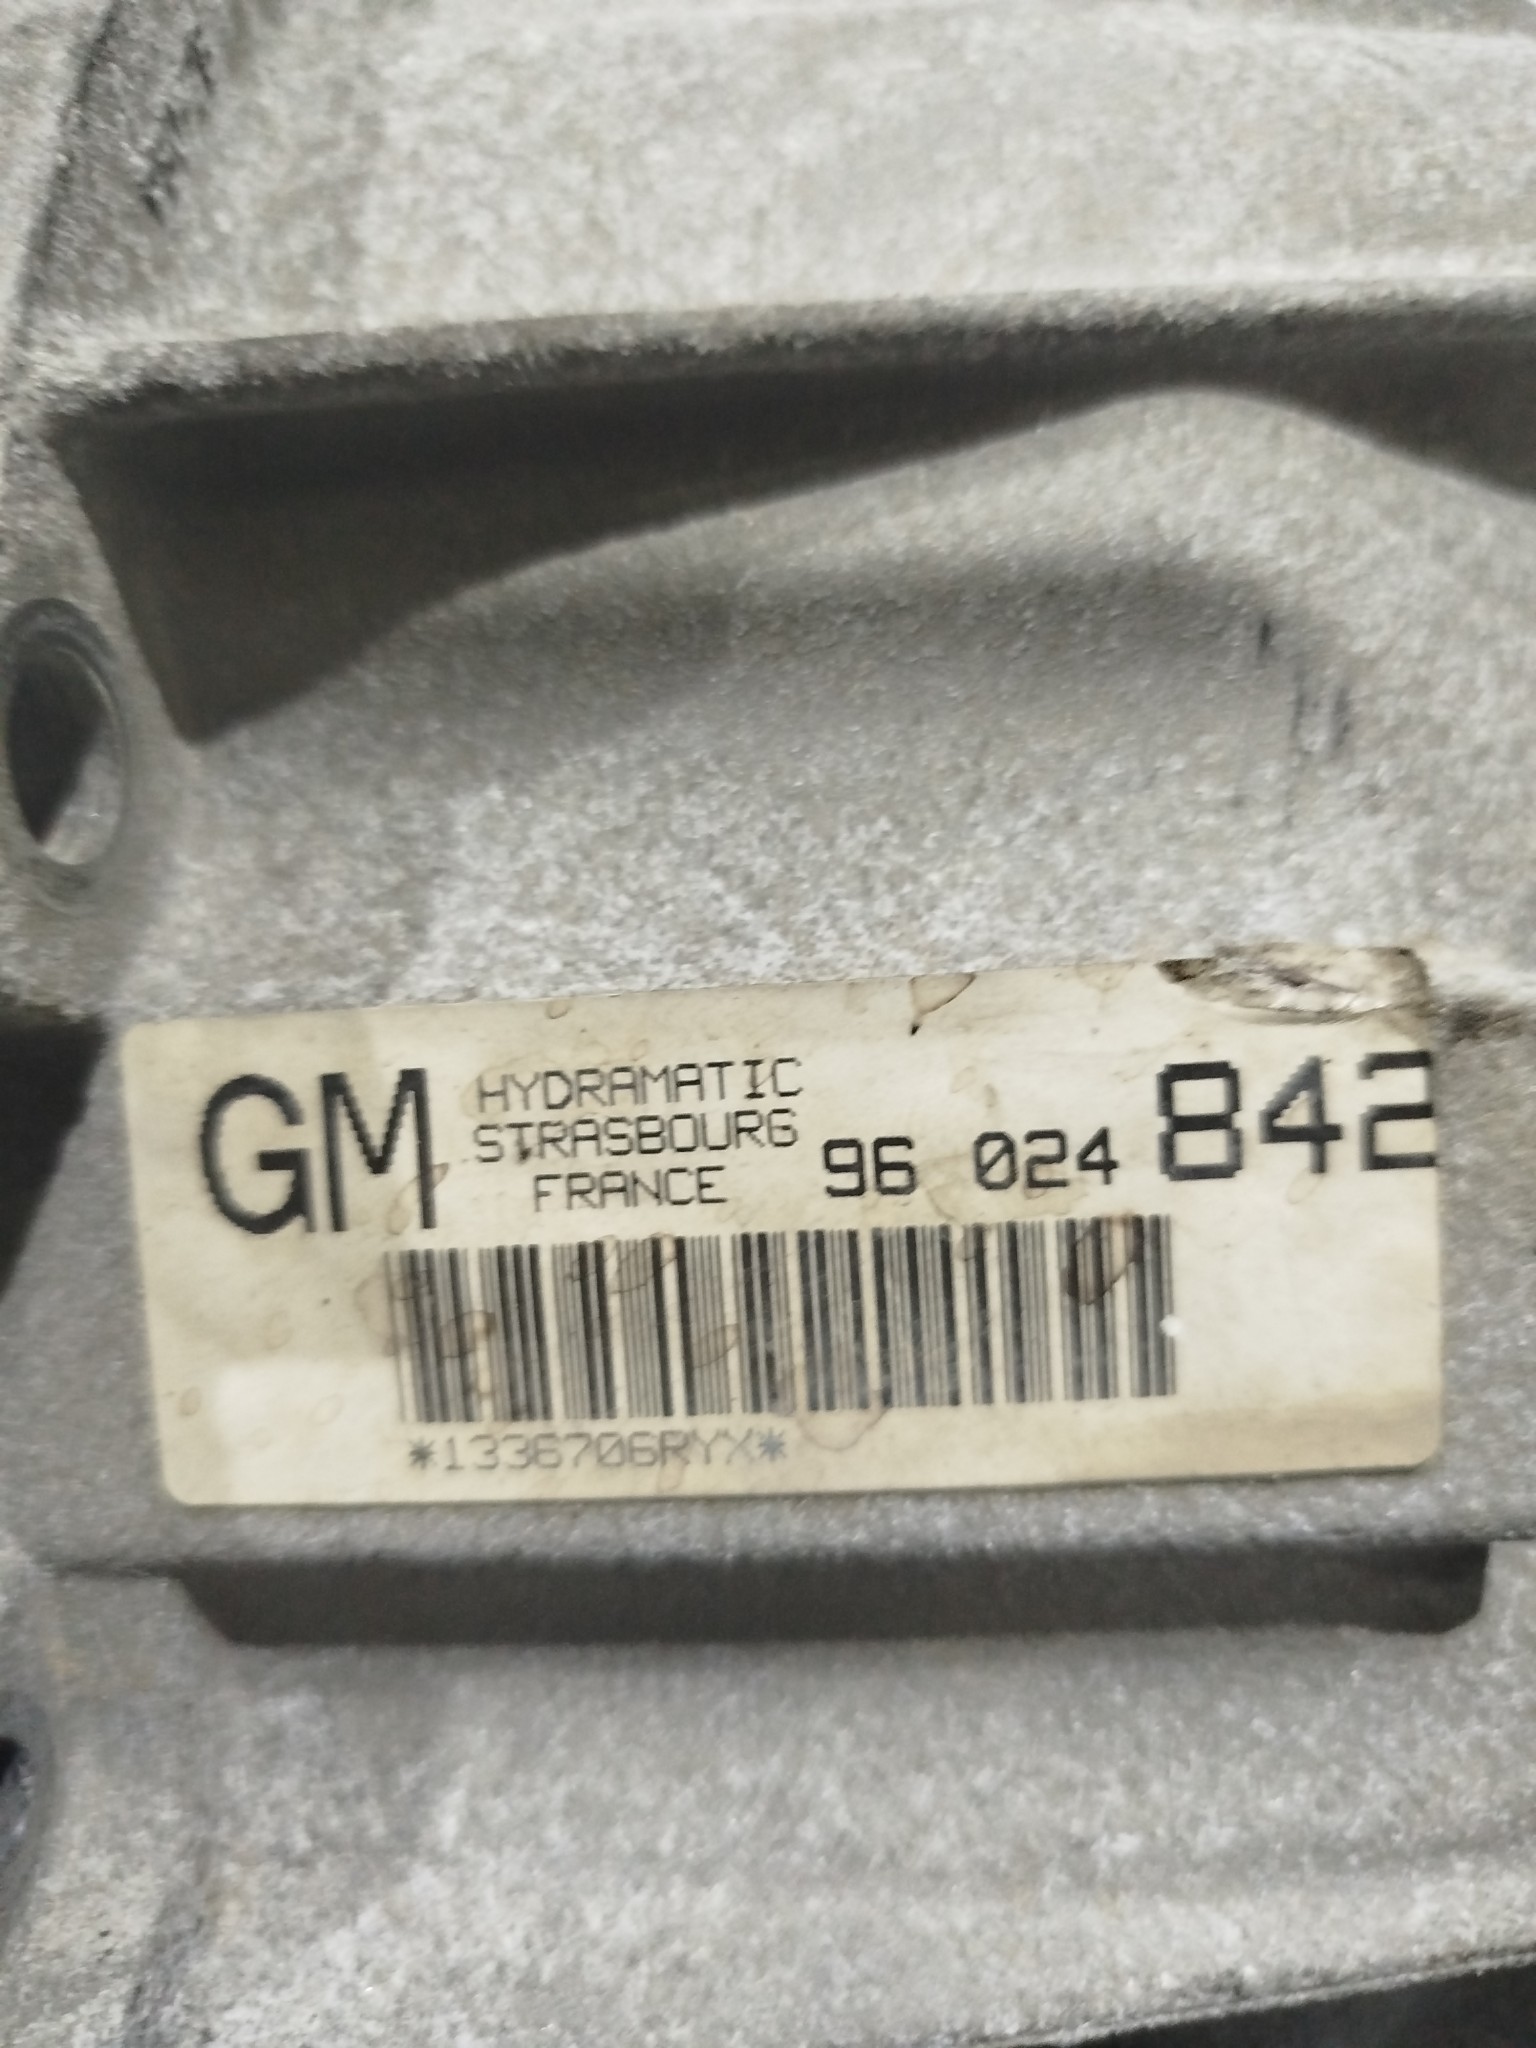 GM HYDRAMATIC
STRASBOURG
FRANCE
96 024 842
*1336706RYX*